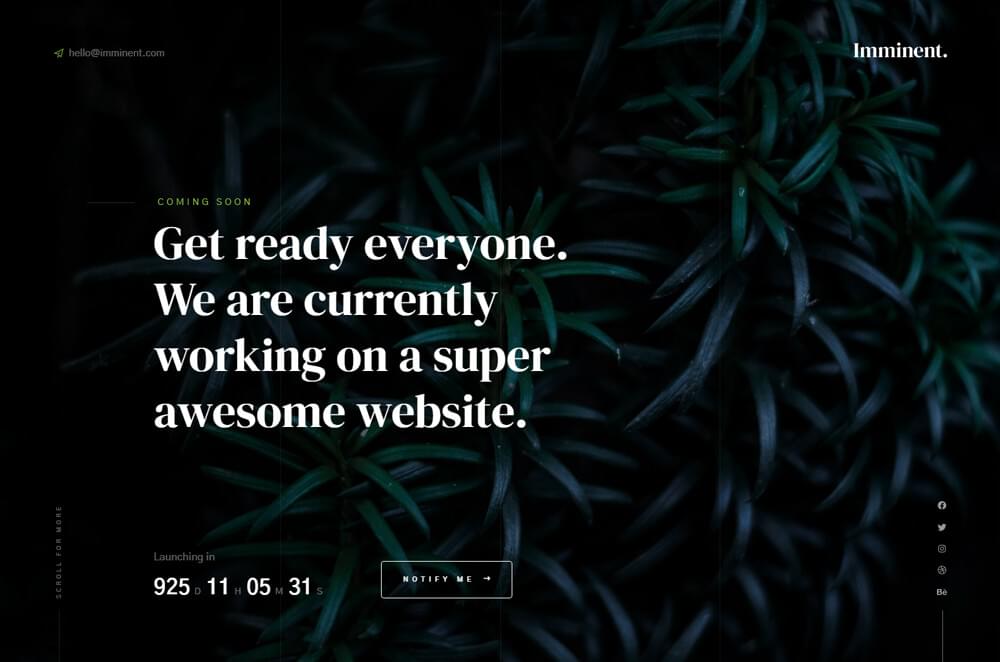 hello@imminent.com
Imminent.
COMING SOON
Get ready everyone.
We are currently
working on a super
awesome website.
SCROLL FOR MORE
Launching in
925 D 11 H 05 M 31 S
NOTIFY ME →
Bē